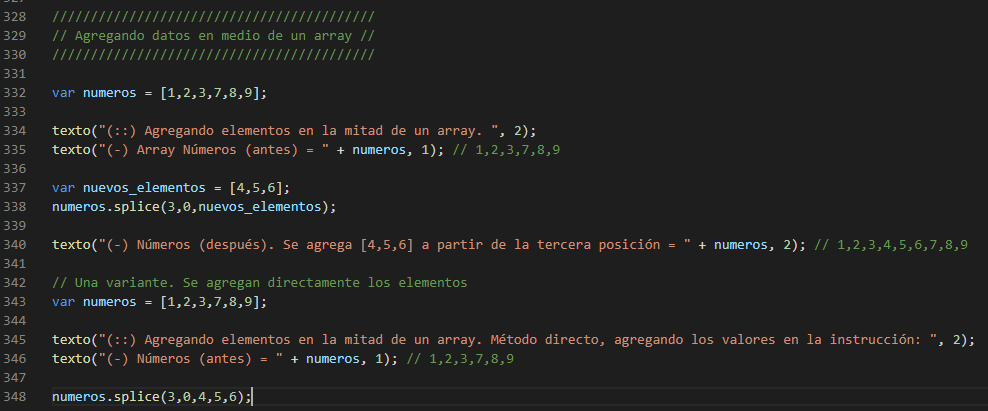 328 //////////////////////////////////////////
329 // Agregando datos en medio de un array //
330 //////////////////////////////////////////
331
332 var numeros = [1,2,3,7,8,9];
333
334 texto("(::) Agregando elementos en la mitad de un array. ", 2);
335 texto("(-) Array Números (antes) = " + numeros, 1); // 1,2,3,7,8,9
336
337 var nuevos_elementos = [4,5,6];
338 numeros.splice(3,0,nuevos_elementos);
339
340 texto("(-) Números (después). Se agrega [4,5,6] a partir de la tercera posición = " + numeros, 2); // 1,2,3,4,5,6,7,8,9
341
342 // Una variante. Se agregan directamente los elementos
343 var numeros = [1,2,3,7,8,9];
344
345 texto("(::) Agregando elementos en la mitad de un array. Método directo, agregando los valores en la instrucción: ", 2);
346 texto("(-) Números (antes) = " + numeros, 1); // 1,2,3,7,8,9
347
348 numeros.splice(3,0,4,5,6);